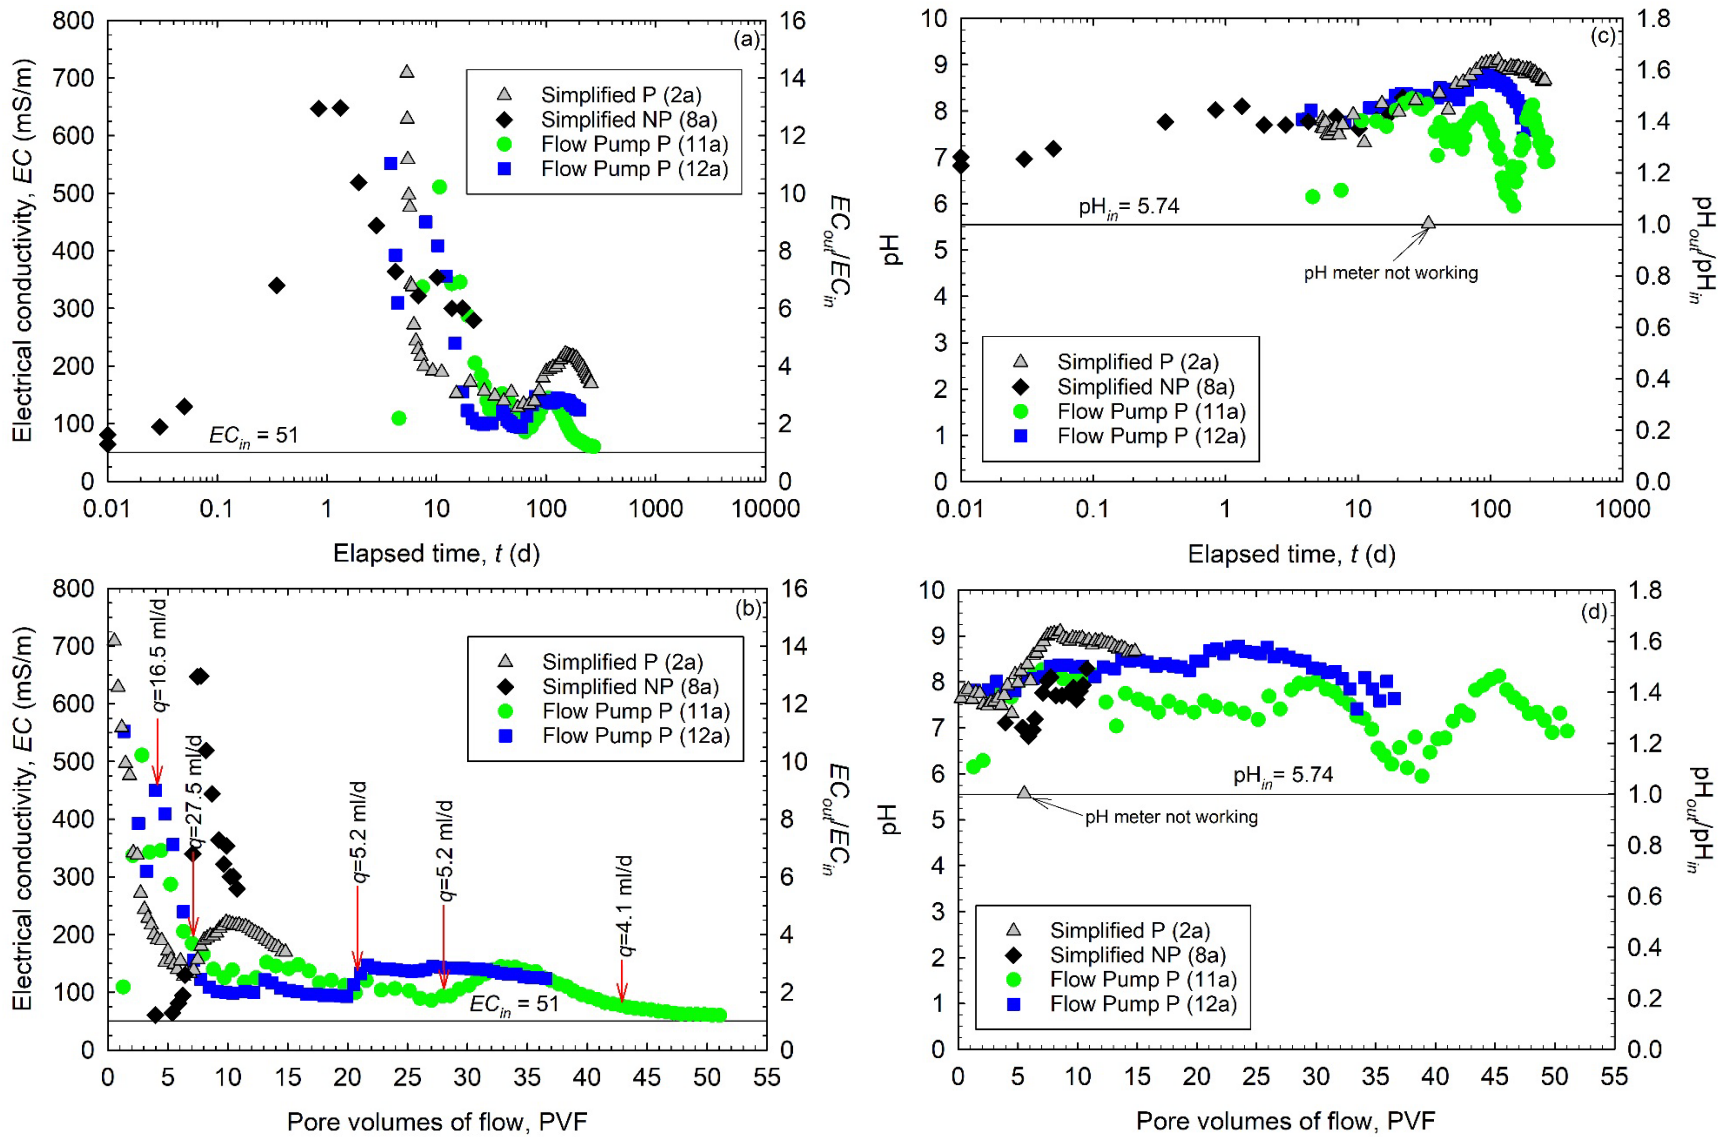 (a)
Electrical conductivity, EC (mS/m)
800
700
600
500
400
300
200
100
0
16
14
12
10
8
6
4
2
0
EC_out/EC_in
Simplified P (2a)
Simplified NP (8a)
Flow Pump P (11a)
Flow Pump P (12a)
EC_in = 51
0.01 0.1 1 10 100 1000 10000
Elapsed time, t (d)
(c)
pH
10
9
8
7
6
5
4
3
2
1
0
1.8
1.6
1.4
1.2
1.0
0.8
0.6
0.4
0.2
0.0
pH_out/pH_in
pH_in= 5.74
pH meter not working
Simplified P (2a)
Simplified NP (8a)
Flow Pump P (11a)
Flow Pump P (12a)
0.01 0.1 1 10 100 1000
Elapsed time, t (d)
(b)
Electrical conductivity, EC (mS/m)
800
700
600
500
400
300
200
100
0
16
14
12
10
8
6
4
2
0
EC_out/EC_in
q=16.5 ml/d
q=27.5 ml/d
q=5.2 ml/d
q=5.2 ml/d
q=4.1 ml/d
Simplified P (2a)
Simplified NP (8a)
Flow Pump P (11a)
Flow Pump P (12a)
EC_in = 51
0 5 10 15 20 25 30 35 40 45 50 55
Pore volumes of flow, PVF
(d)
pH
10
9
8
7
6
5
4
3
2
1
0
1.8
1.6
1.4
1.2
1.0
0.8
0.6
0.4
0.2
0.0
pH_out/pH_in
pH_in= 5.74
pH meter not working
Simplified P (2a)
Simplified NP (8a)
Flow Pump P (11a)
Flow Pump P (12a)
0 5 10 15 20 25 30 35 40 45 50 55
Pore volumes of flow, PVF